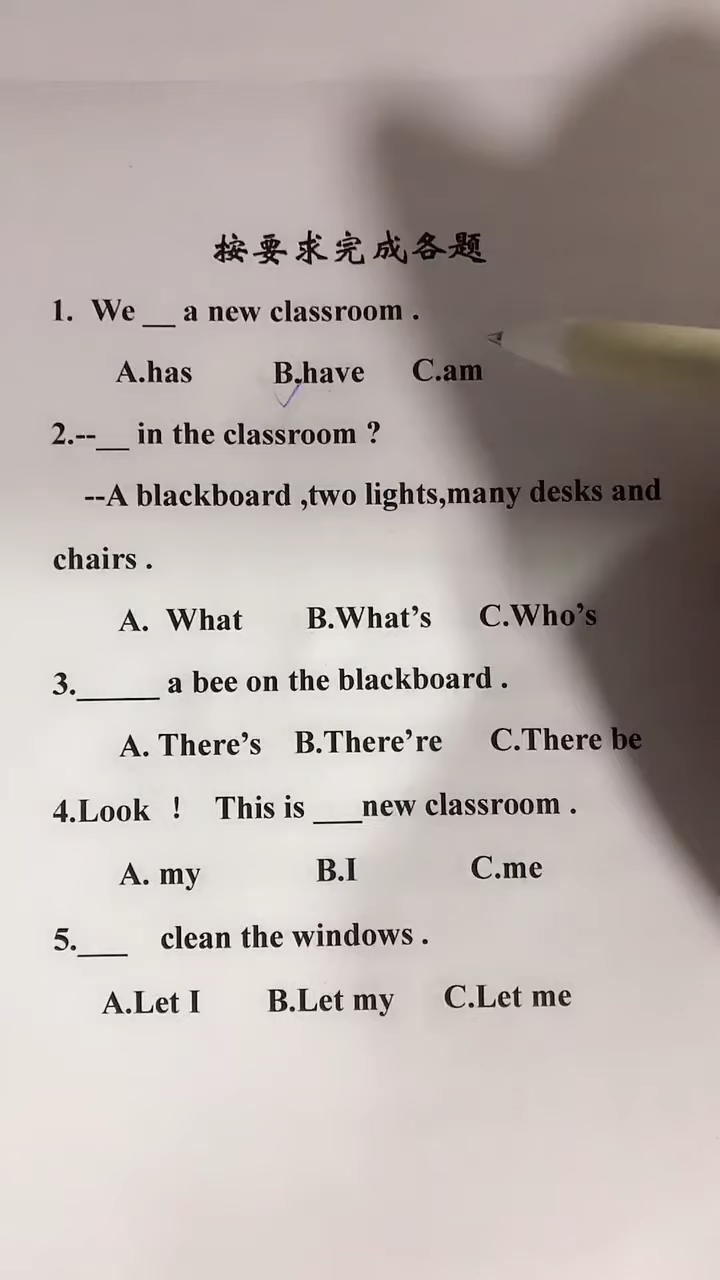 按要求完成各题
1. We __ a new classroom .
A.has B.have C.am
2.--__ in the classroom ?
--A blackboard ,two lights,many desks and
chairs .
A. What B.What's C.Who's
3._____ a bee on the blackboard .
A. There's B.There're C.There be
4.Look ！ This is ___new classroom .
A. my B.I C.me
5.___ clean the windows .
A.Let I B.Let my C.Let me